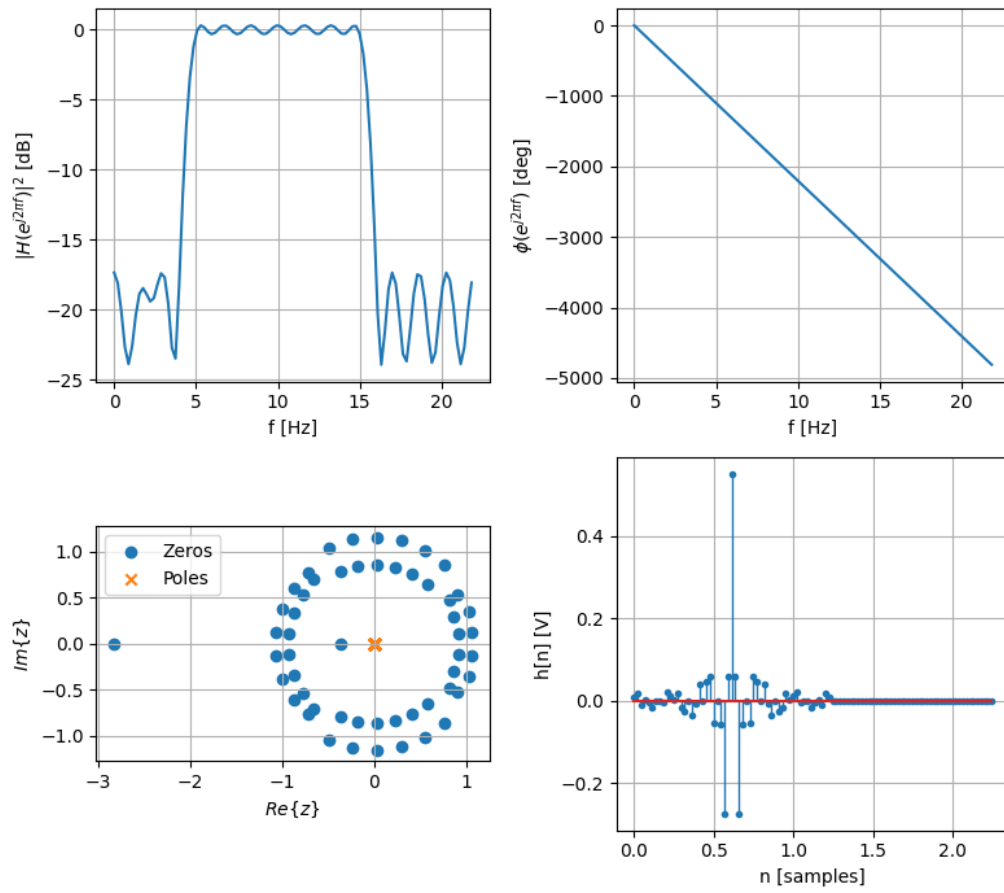 |H(e^{j2πf})|² [dB]
0
−5
−10
−15
−20
−25
0 5 10 15 20
f [Hz]
ϕ(e^{j2πf}) [deg]
0
−1000
−2000
−3000
−4000
−5000
0 5 10 15 20
f [Hz]
Im{z}
1.0
0.5
0.0
−0.5
−1.0
Zeros
Poles
−3 −2 −1 0 1
Re{z}
h[n] [V]
0.4
0.2
0.0
−0.2
0.0 0.5 1.0 1.5 2.0
n [samples]